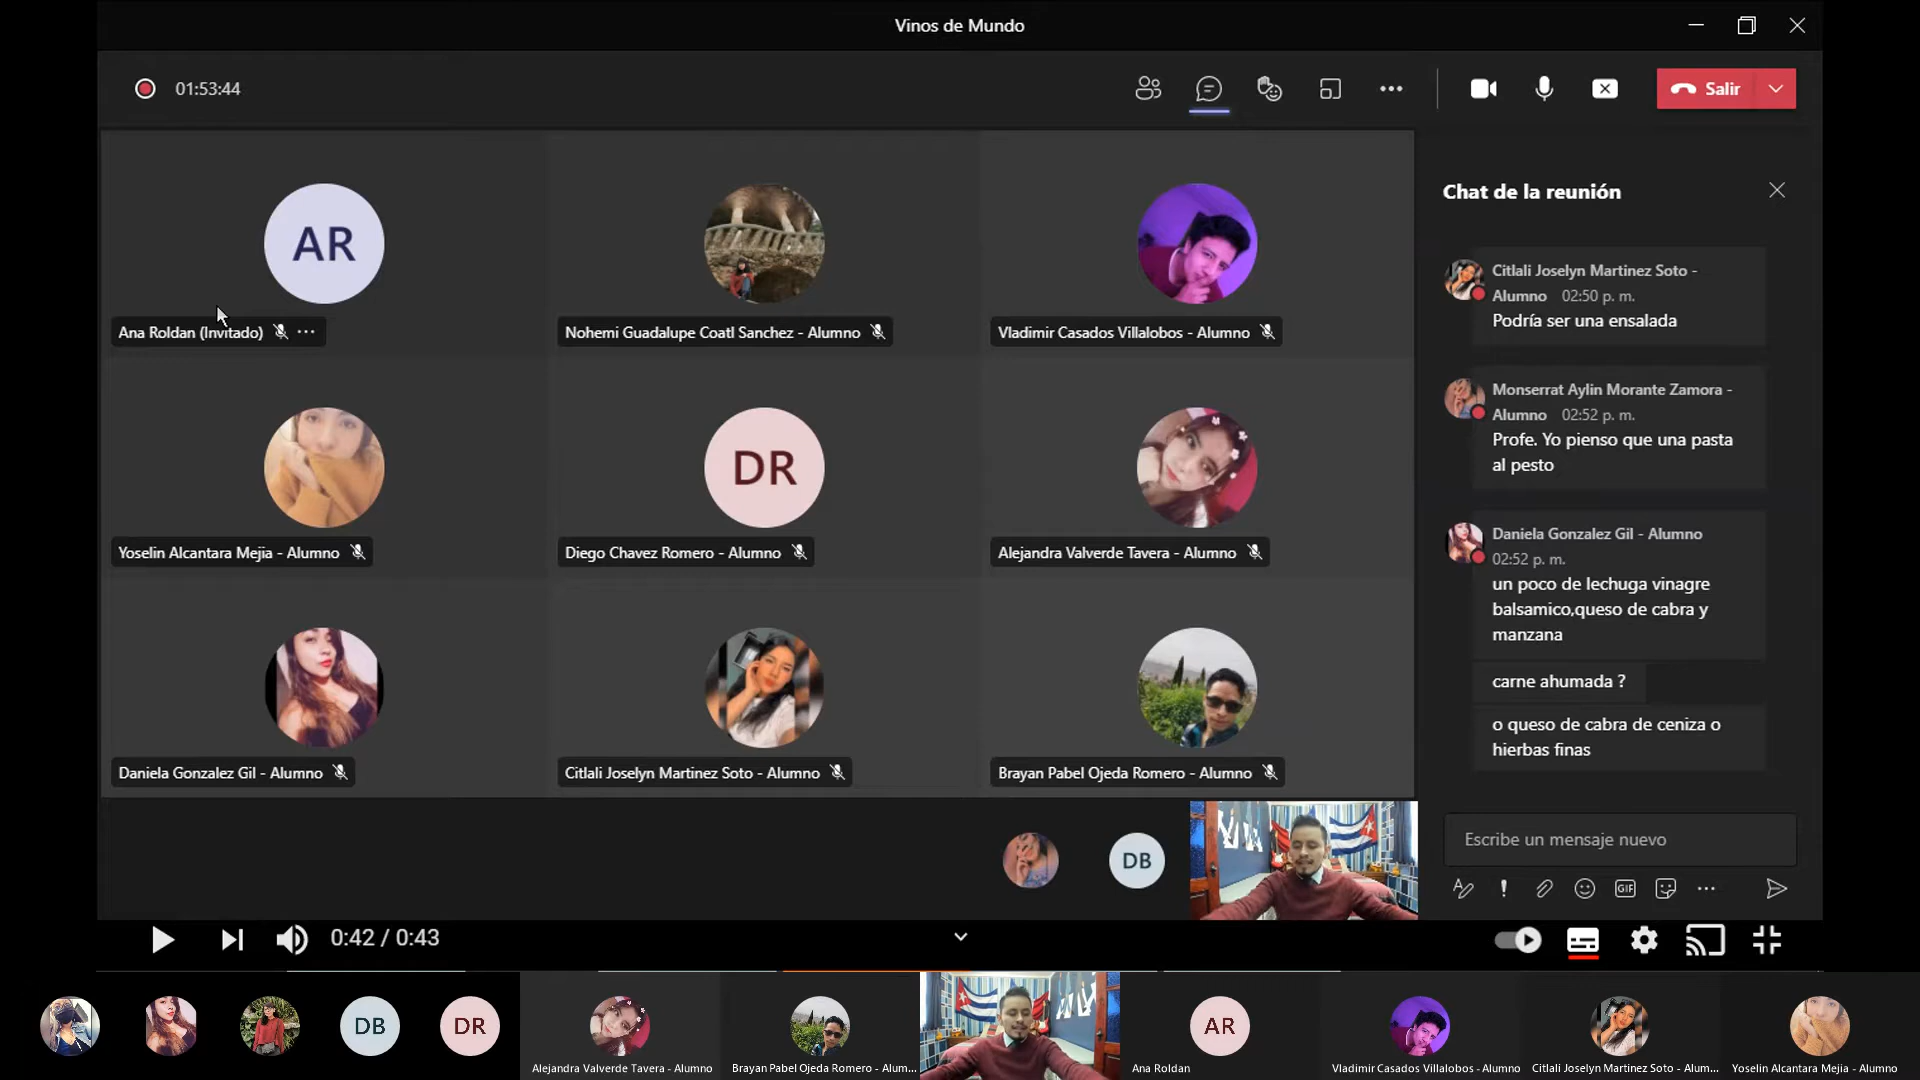 Vinos de Mundo
01:53:44
Salir
AR
Ana Roldan (Invitado)
Nohemi Guadalupe Coatl Sanchez - Alumno
Vladimir Casados Villalobos - Alumno
Yoselin Alcantara Mejia - Alumno
DR
Diego Chavez Romero - Alumno
Alejandra Valverde Tavera - Alumno
Daniela Gonzalez Gil - Alumno
Citlali Joselyn Martinez Soto - Alumno
Brayan Pabel Ojeda Romero - Alumno
DB
Chat de la reunión
Citlali Joselyn Martinez Soto -
Alumno 02:50 p. m.
Podría ser una ensalada
Monserrat Aylin Morante Zamora -
Alumno 02:52 p. m.
Profe. Yo pienso que una pasta
al pesto
Daniela Gonzalez Gil - Alumno
02:52 p. m.
un poco de lechuga vinagre
balsamico,queso de cabra y
manzana
carne ahumada ?
o queso de cabra de ceniza o
hierbas finas
Escribe un mensaje nuevo
GIF
0:42 / 0:43
DB
DR
Alejandra Valverde Tavera - Alumno
Brayan Pabel Ojeda Romero - Alum...
AR
Ana Roldan
Vladimir Casados Villalobos - Alumno
Citlali Joselyn Martinez Soto - Alum...
Yoselin Alcantara Mejia - Alumno